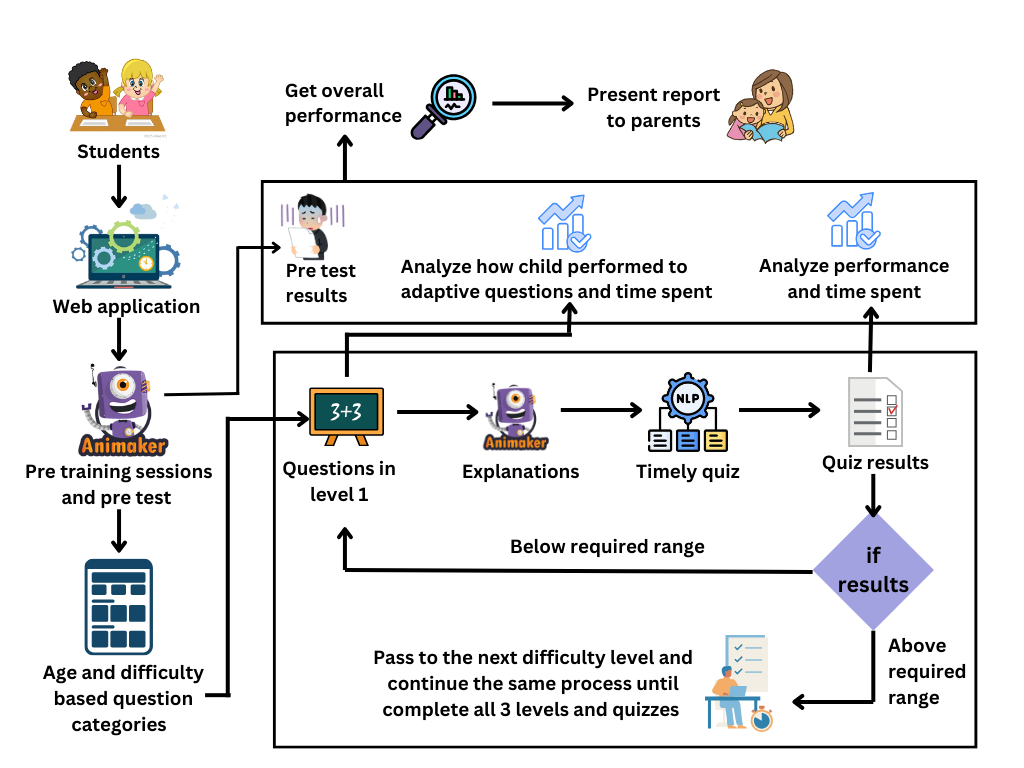 Students
Web application
Animaker
Pre training sessions
and pre test
Age and difficulty
based question
categories
Get overall
performance
Present report
to parents
Pre test
results
Analyze how child performed to
adaptive questions and time spent
Analyze performance
and time spent
3+3
Questions in
level 1
Animaker
Explanations
NLP
Timely quiz
Quiz results
if
results
Below required range
Above
required
range
Pass to the next difficulty level and
continue the same process until
complete all 3 levels and quizzes